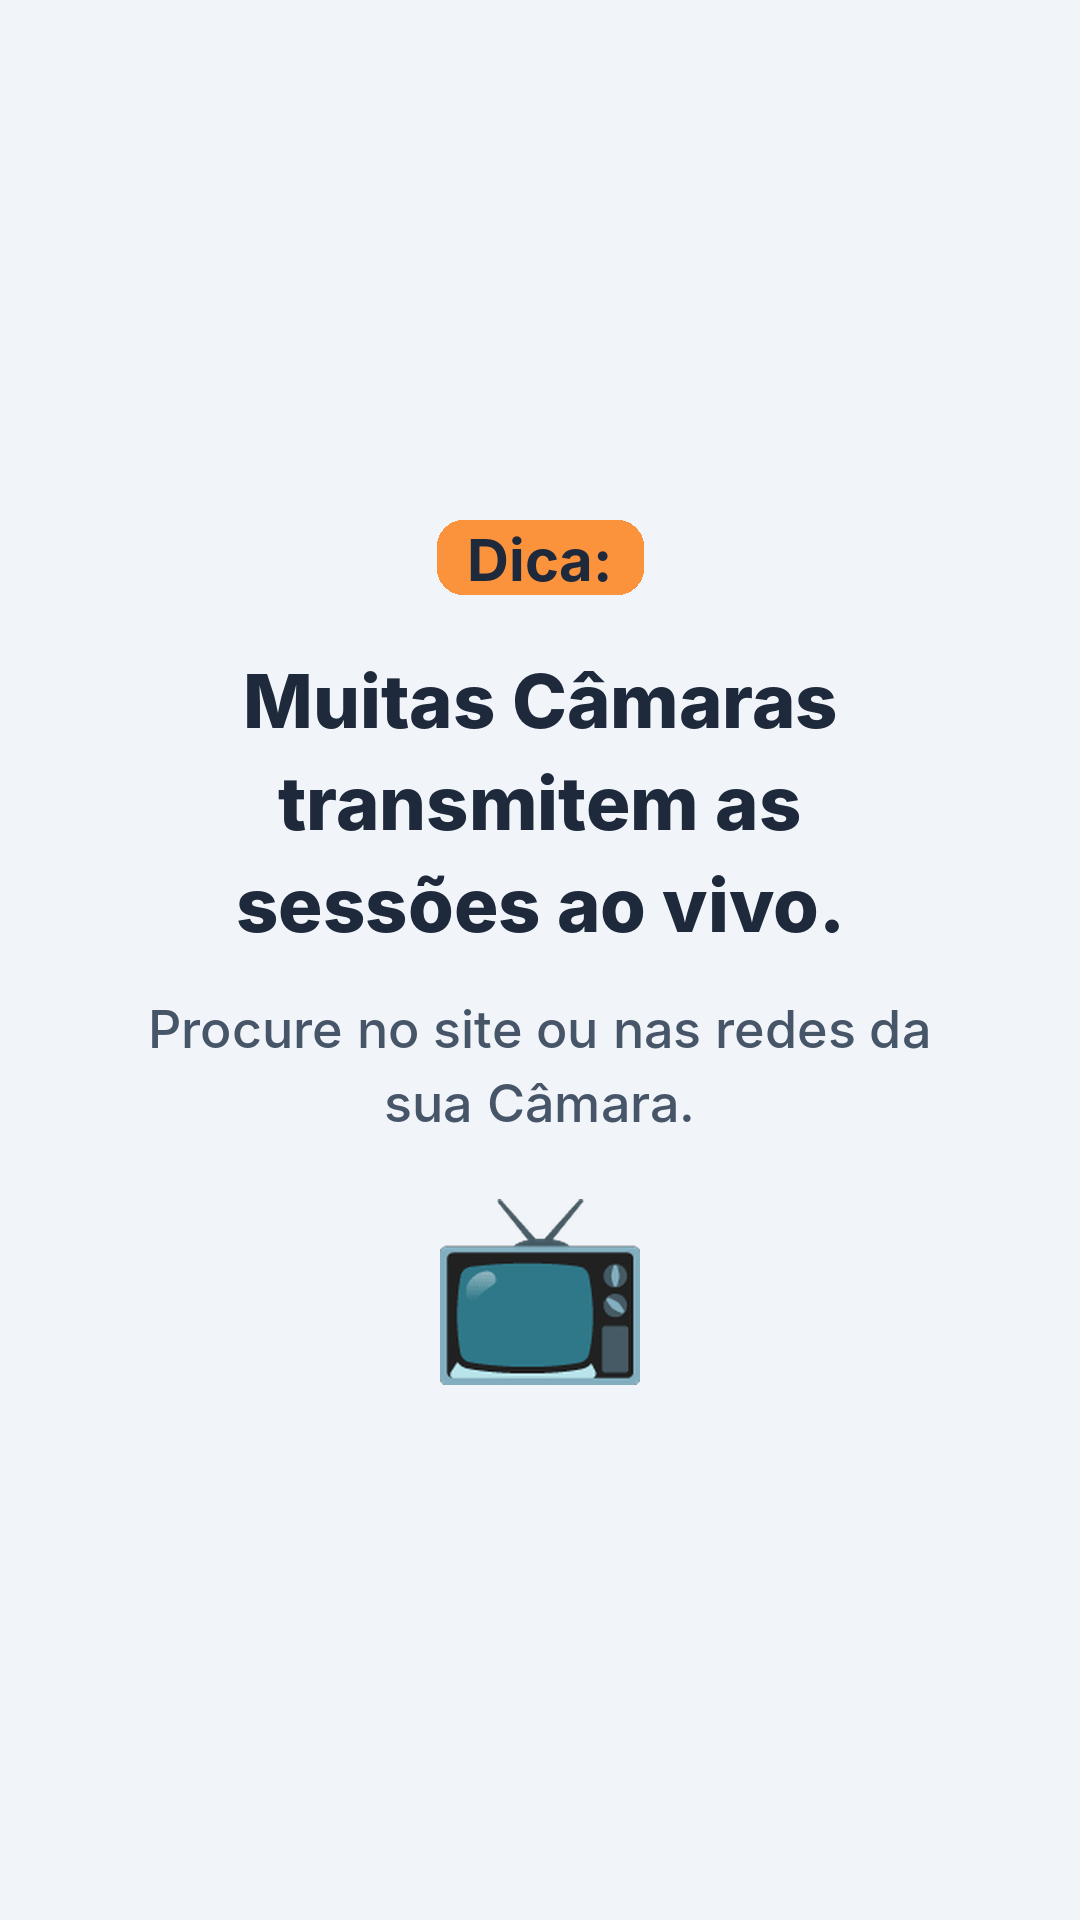 Dica:
Muitas Câmaras
transmitem as
sessões ao vivo.
Procure no site ou nas redes da
sua Câmara.